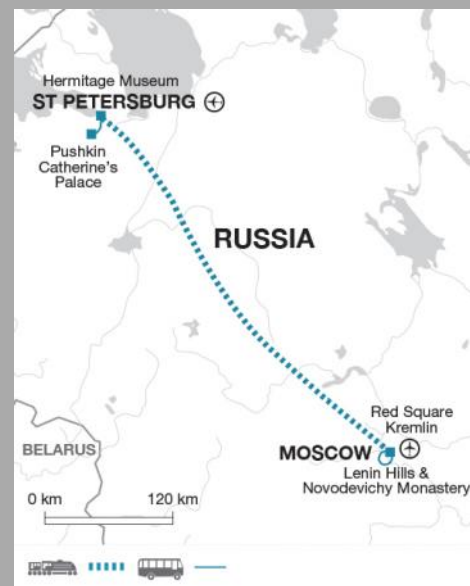 Hermitage Museum
ST PETERSBURG
Pushkin
Catherine's
Palace
RUSSIA
Red Square
Kremlin
BELARUS
MOSCOW
Lenin Hills &
Novodevichy Monastery
0 km 120 km